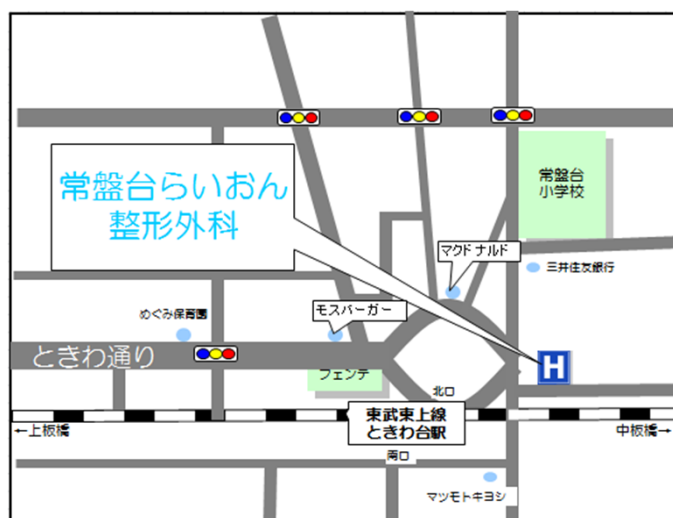 常盤台らいおん
整形外科
常盤台
小学校
マクドナルド
三井住友銀行
めぐみ保育園
モスバーガー
ときわ通り
フェンテ
H
北口
東武東上線
ときわ台駅
←上板橋
中板橋→
南口
マツモトキヨシ